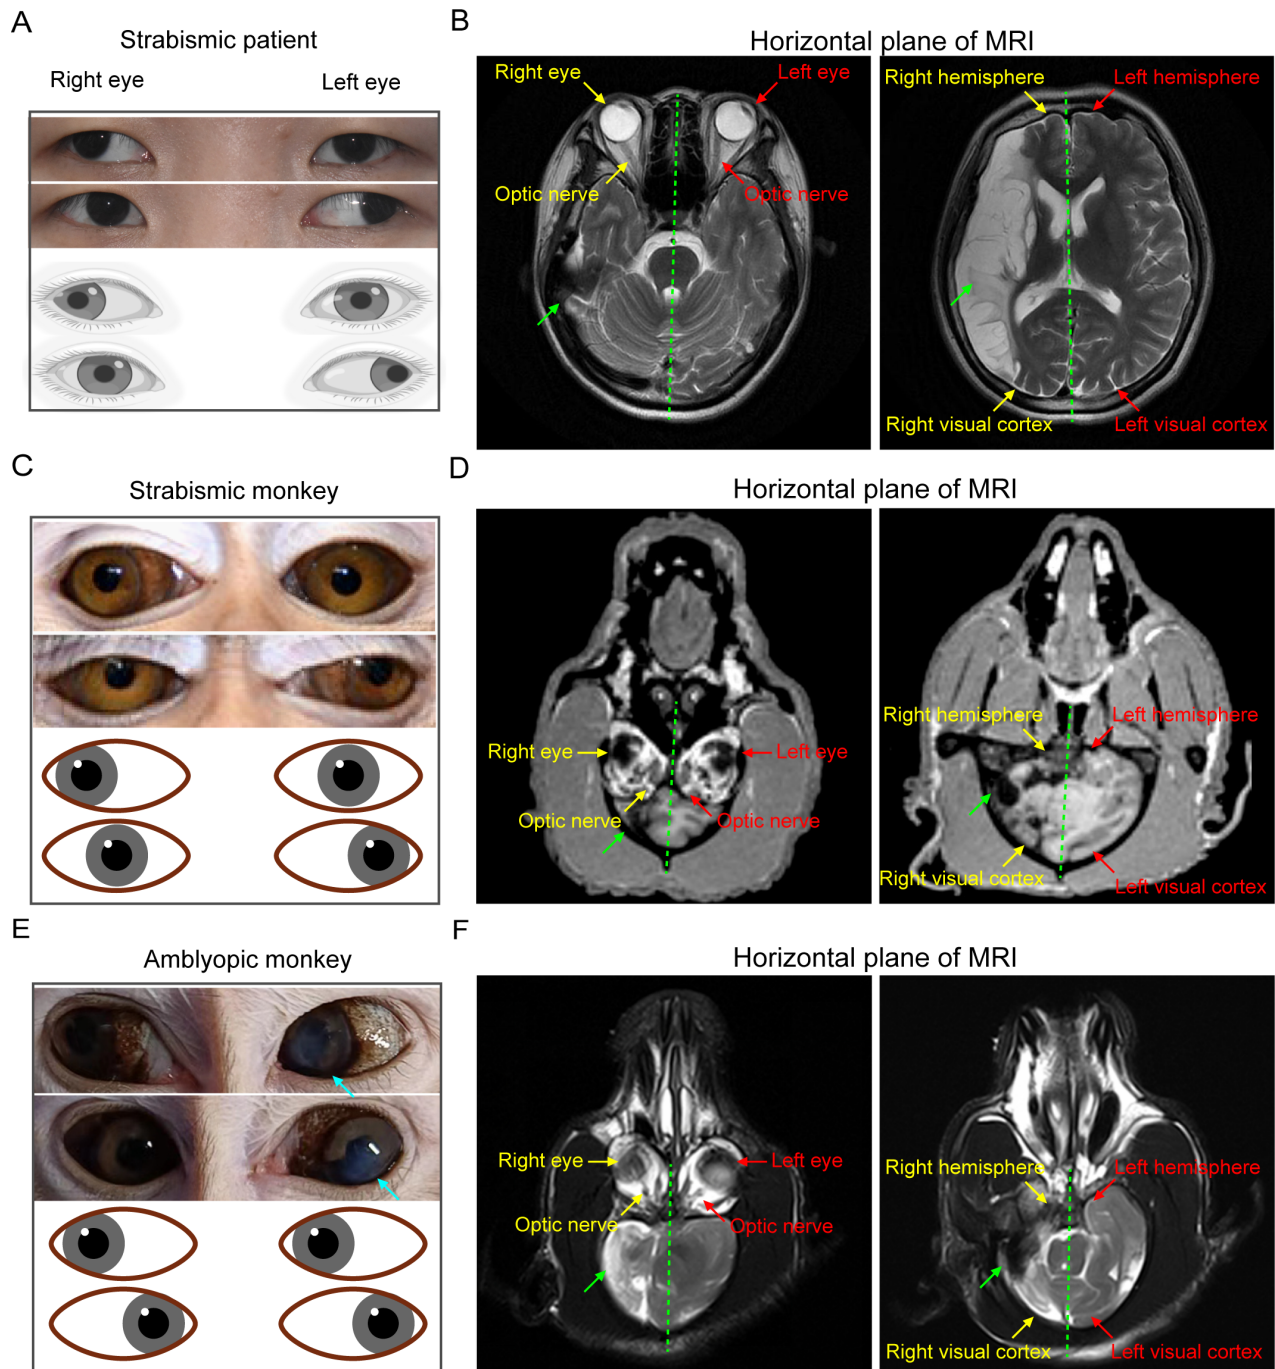 A
Strabismic patient
Right eye
Left eye
B
Horizontal plane of MRI
Right eye
Left eye
Optic nerve
Optic nerve
Right hemisphere
Left hemisphere
Right visual cortex
Left visual cortex
C
Strabismic monkey
D
Horizontal plane of MRI
Right eye
Left eye
Optic nerve
Optic nerve
Right hemisphere
Left hemisphere
Right visual cortex
Left visual cortex
E
Amblyopic monkey
F
Horizontal plane of MRI
Right eye
Left eye
Optic nerve
Optic nerve
Right hemisphere
Left hemisphere
Right visual cortex
Left visual cortex